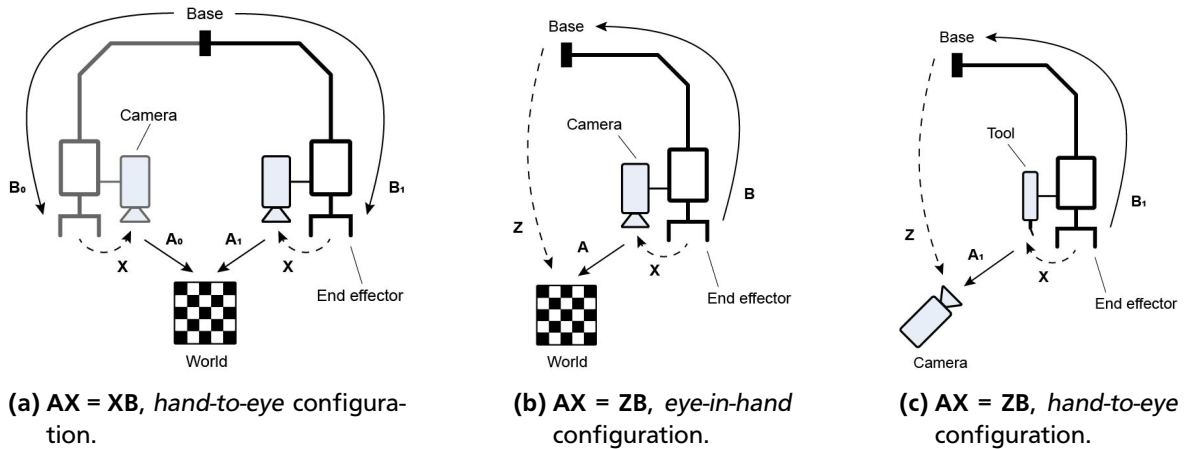 Base
Camera
B₀
B₁
A₀
A₁
X
X
End effector
World
(a) AX = XB, hand-to-eye configura-
tion.
Base
Camera
B
Z
A
X
End effector
World
(b) AX = ZB, eye-in-hand
configuration.
Base
Tool
B₁
Z
A₁
X
End effector
Camera
(c) AX = ZB, hand-to-eye
configuration.